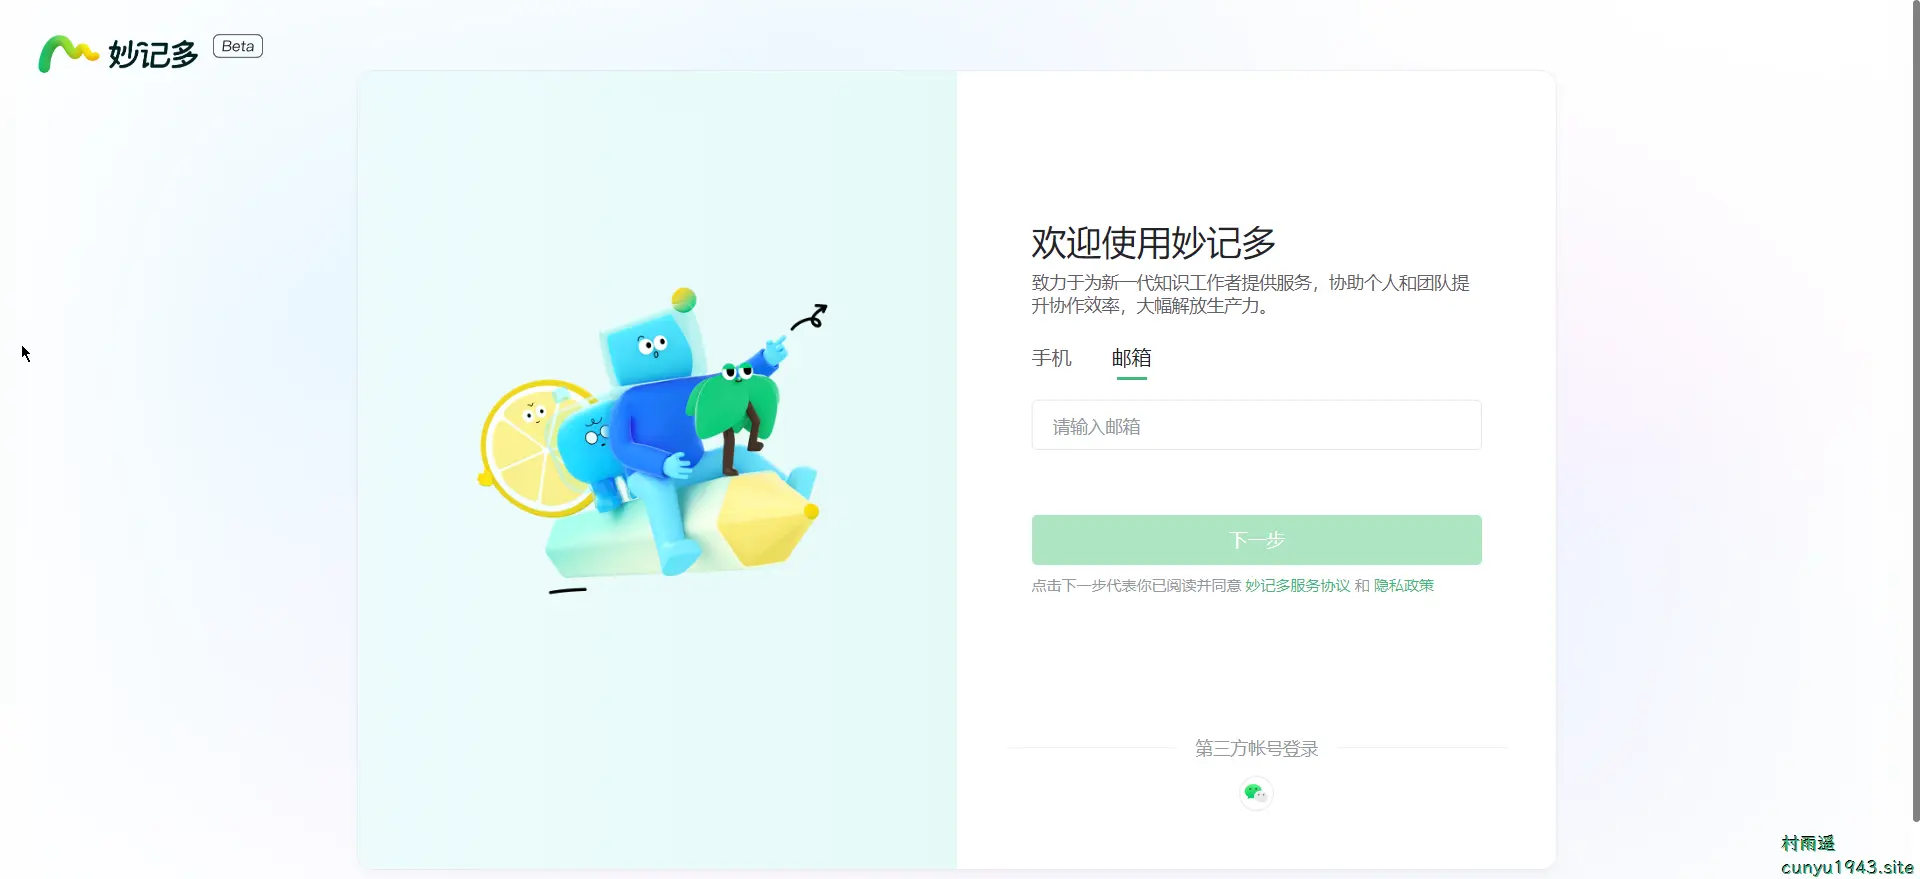 妙记多 Beta
欢迎使用妙记多
致力于为新一代知识工作者提供服务，协助个人和团队提
升协作效率，大幅解放生产力。
手机 邮箱
请输入邮箱
下一步
点击下一步代表你已阅读并同意 妙记多服务协议 和 隐私政策
第三方帐号登录
村雨遥
cunyu1943.site